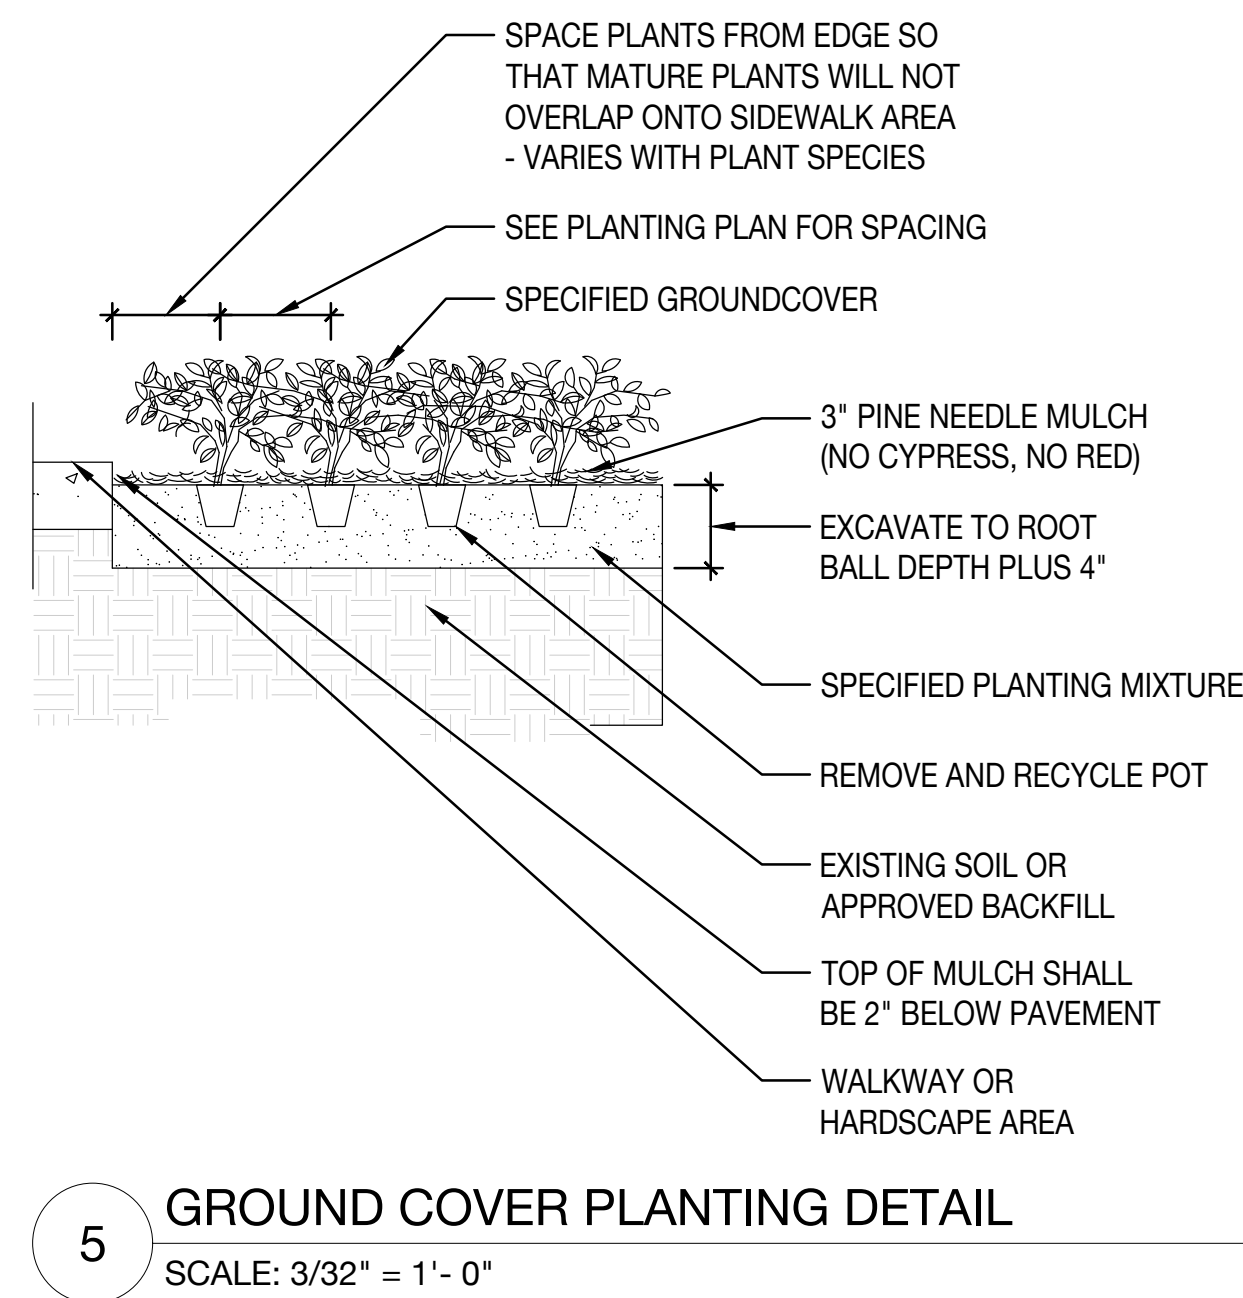 SPACE PLANTS FROM EDGE SO
THAT MATURE PLANTS WILL NOT
OVERLAP ONTO SIDEWALK AREA
- VARIES WITH PLANT SPECIES
SEE PLANTING PLAN FOR SPACING
SPECIFIED GROUNDCOVER
3" PINE NEEDLE MULCH
(NO CYPRESS, NO RED)
EXCAVATE TO ROOT
BALL DEPTH PLUS 4"
SPECIFIED PLANTING MIXTURE
REMOVE AND RECYCLE POT
EXISTING SOIL OR
APPROVED BACKFILL
TOP OF MULCH SHALL
BE 2" BELOW PAVEMENT
WALKWAY OR
HARDSCAPE AREA
5
GROUND COVER PLANTING DETAIL
SCALE: 3/32" = 1'- 0"